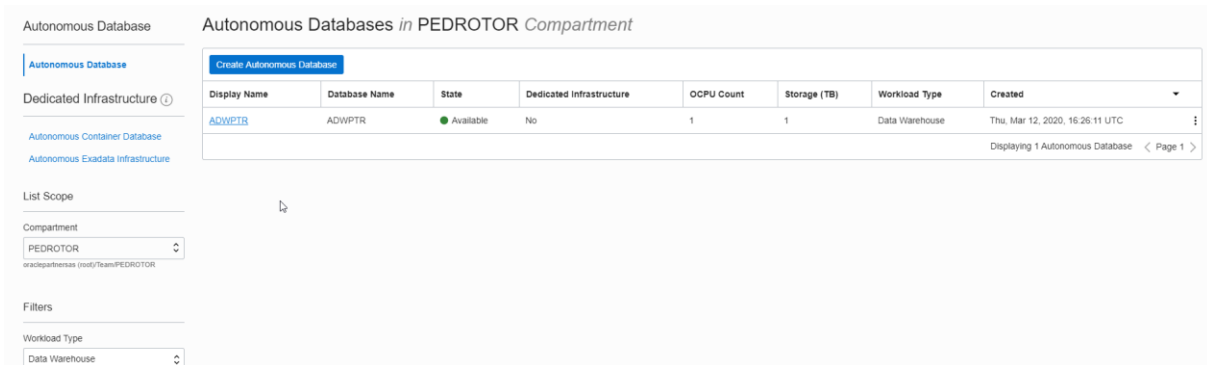 Autonomous Database
Autonomous Database
Dedicated Infrastructure i
Autonomous Container Database
Autonomous Exadata Infrastructure
List Scope
Compartment
PEDROTOR
oraclepartnersas (root)/Team/PEDROTOR
Filters
Workload Type
Data Warehouse
Autonomous Databases in PEDROTOR Compartment
Create Autonomous Database
Display Name Database Name State Dedicated Infrastructure OCPU Count Storage (TB) Workload Type Created
ADWPTR ADWPTR Available No 1 1 Data Warehouse Thu, Mar 12, 2020, 16:26:11 UTC
Displaying 1 Autonomous Database < Page 1 >